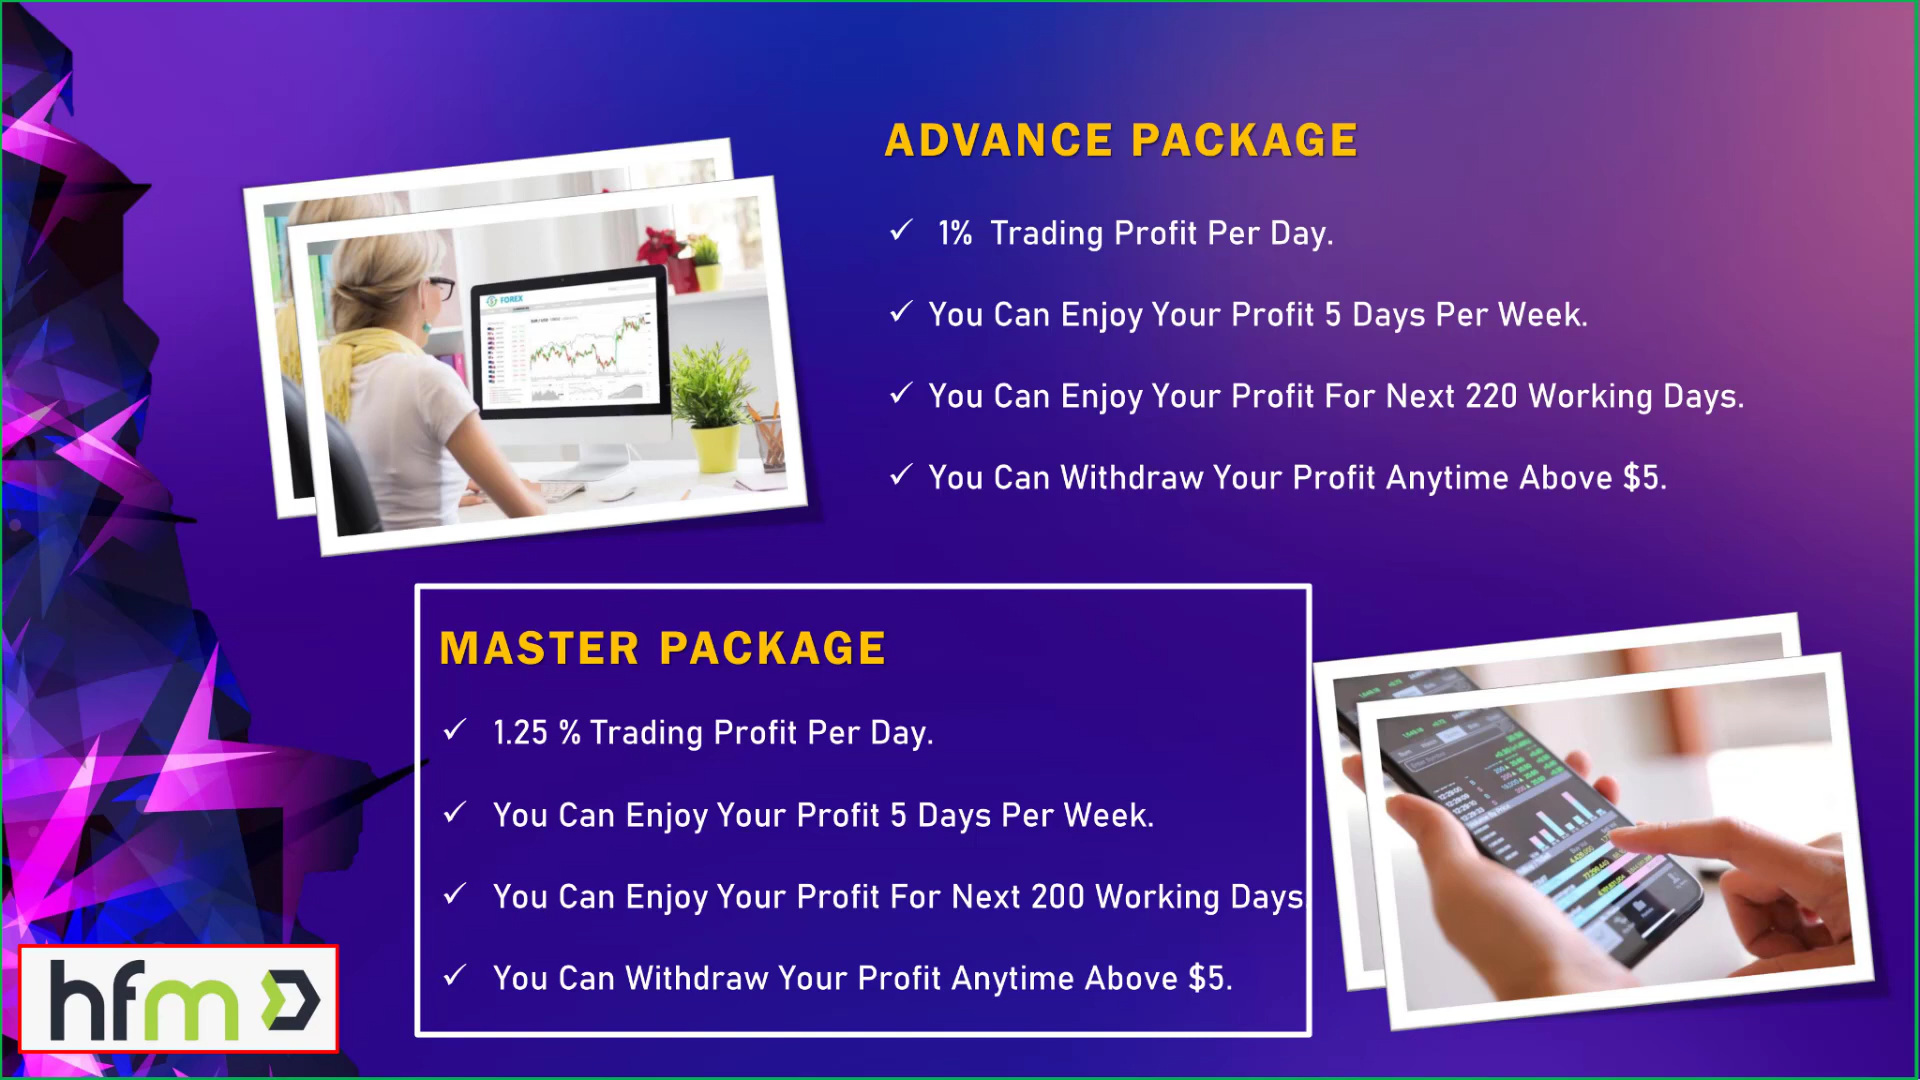 ADVANCE PACKAGE
✓ 1% Trading Profit Per Day.
✓ You Can Enjoy Your Profit 5 Days Per Week.
✓ You Can Enjoy Your Profit For Next 220 Working Days.
✓ You Can Withdraw Your Profit Anytime Above $5.
FOREX
MASTER PACKAGE
✓ 1.25 % Trading Profit Per Day.
✓ You Can Enjoy Your Profit 5 Days Per Week.
✓ You Can Enjoy Your Profit For Next 200 Working Days.
✓ You Can Withdraw Your Profit Anytime Above $5.
hfm